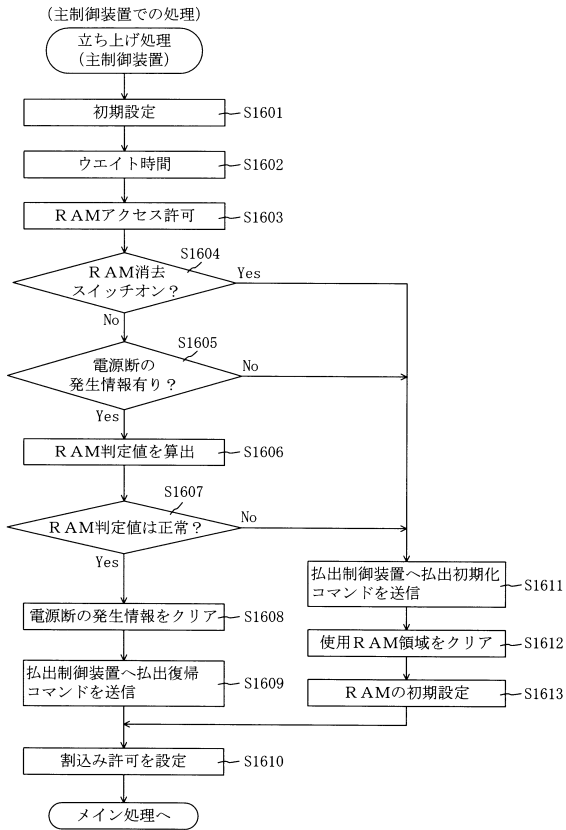 (主制御装置での処理)
立ち上げ処理
(主制御装置)
初期設定
S1601
ウエイト時間
S1602
ＲＡＭアクセス許可
S1603
S1604
ＲＡＭ消去
スイッチオン？
Yes
No
S1605
電源断の
発生情報有り？
No
Yes
ＲＡＭ判定値を算出
S1606
S1607
ＲＡＭ判定値は正常？
No
Yes
電源断の発生情報をクリア
S1608
払出制御装置へ払出復帰
コマンドを送信
S1609
払出制御装置へ払出初期化
コマンドを送信
S1611
使用ＲＡＭ領域をクリア
S1612
ＲＡＭの初期設定
S1613
割込み許可を設定
S1610
メイン処理へ